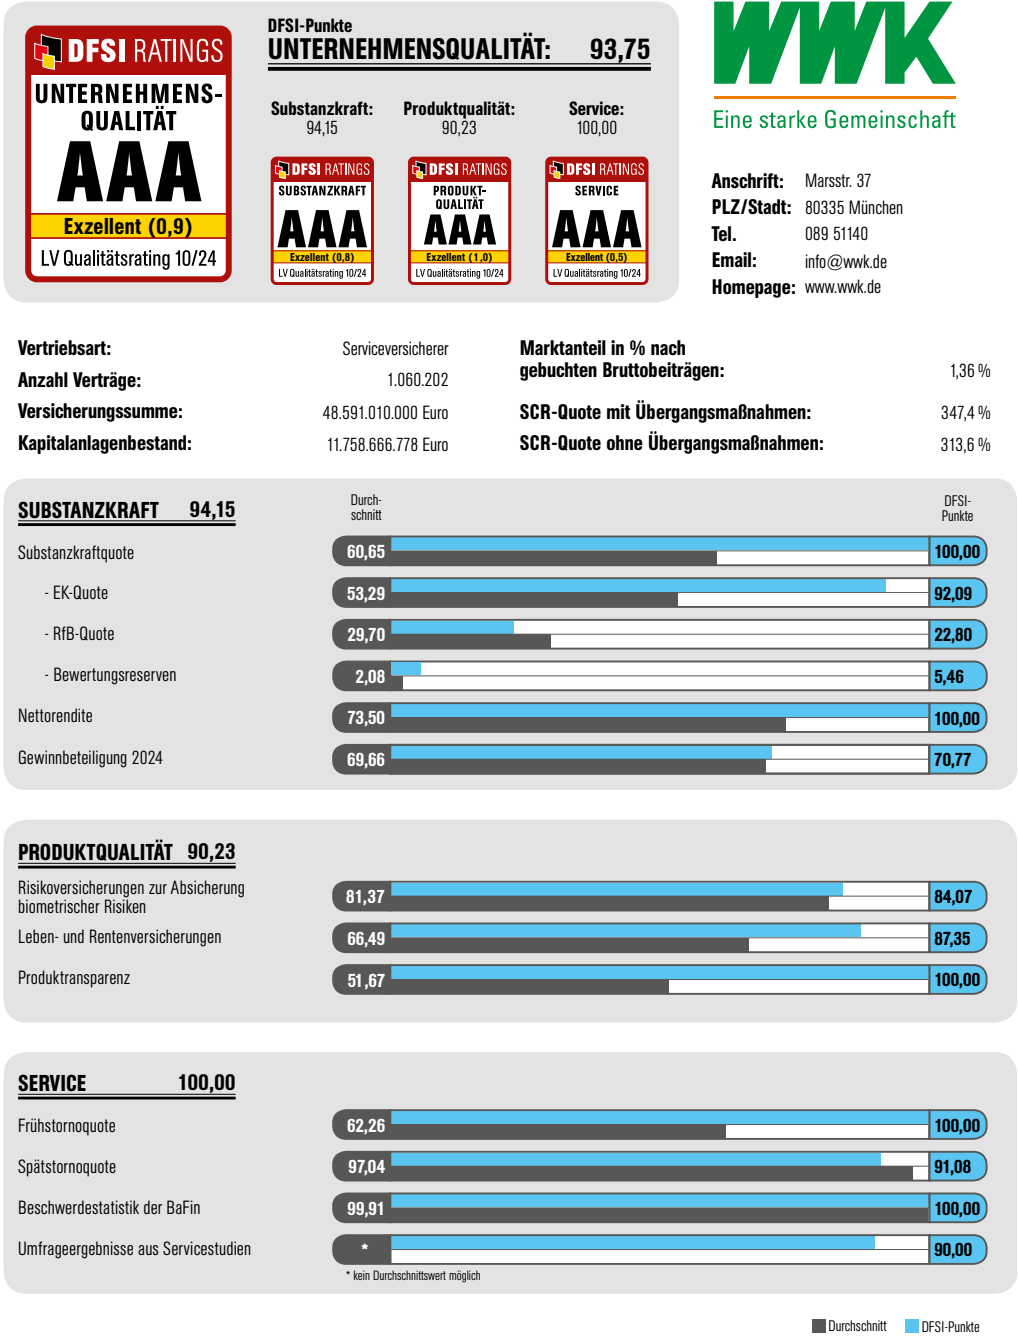 DFSI RATINGS
UNTERNEHMENS-
QUALITÄT
AAA
Exzellent (0,9)
LV Qualitätsrating 10/24
DFSI-Punkte
UNTERNEHMENSQUALITÄT: 93,75
Substanzkraft: Produktqualität: Service:
94,15 90,23 100,00
DFSI RATINGS
SUBSTANZKRAFT
AAA
Exzellent (0,8)
LV Qualitätsrating 10/24
DFSI RATINGS
PRODUKT-
QUALITÄT
AAA
Exzellent (1,0)
LV Qualitätsrating 10/24
DFSI RATINGS
SERVICE
AAA
Exzellent (0,5)
LV Qualitätsrating 10/24
WWK
Eine starke Gemeinschaft
Anschrift: Marsstr. 37
PLZ/Stadt: 80335 München
Tel. 089 51140
Email: info@wwk.de
Homepage: www.wwk.de
Vertriebsart: Serviceversicherer
Anzahl Verträge: 1.060.202
Versicherungssumme: 48.591.010.000 Euro
Kapitalanlagenbestand: 11.758.666.778 Euro
Marktanteil in % nach
gebuchten Bruttobeiträgen: 1,36 %
SCR-Quote mit Übergangsmaßnahmen: 347,4 %
SCR-Quote ohne Übergangsmaßnahmen: 313,6 %
SUBSTANZKRAFT 94,15
Durch-
schnitt
DFSI-
Punkte
Substanzkraftquote 60,65 100,00
- EK-Quote 53,29 92,09
- RfB-Quote 29,70 22,80
- Bewertungsreserven 2,08 5,46
Nettorendite 73,50 100,00
Gewinnbeteiligung 2024 69,66 70,77
PRODUKTQUALITÄT 90,23
Risikoversicherungen zur Absicherung
biometrischer Risiken 81,37 84,07
Leben- und Rentenversicherungen 66,49 87,35
Produktransparenz 51,67 100,00
SERVICE 100,00
Frühstornoquote 62,26 100,00
Spätstornoquote 97,04 91,08
Beschwerdestatistik der BaFin 99,91 100,00
Umfrageergebnisse aus Servicestudien * 90,00
* kein Durchschnittswert möglich
Durchschnitt DFSI-Punkte